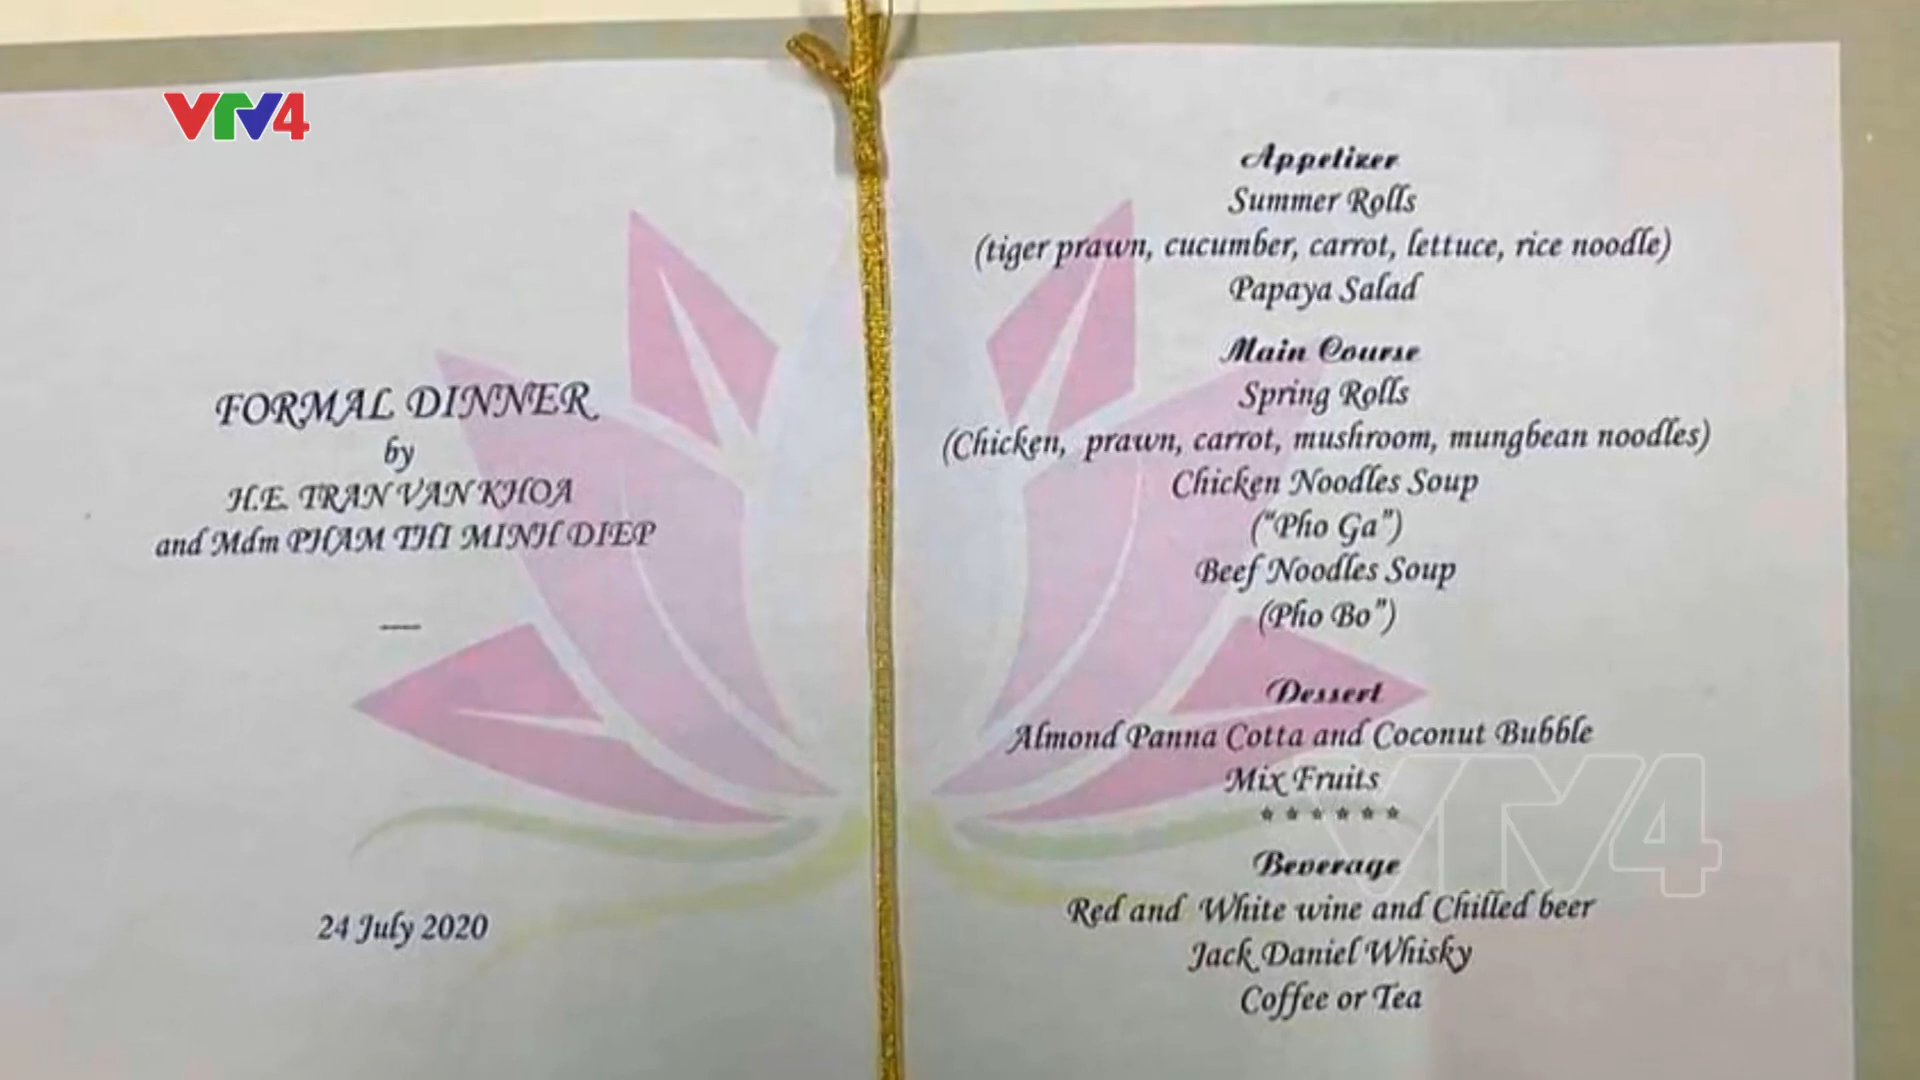 VTV4
FORMAL DINNER
by
H.E. TRAN VAN KHOA
and Mdm PHAM THI MINH DIEP
24 July 2020
Appetizer
Summer Rolls
(tiger prawn, cucumber, carrot, lettuce, rice noodle)
Papaya Salad
Main Course
Spring Rolls
(Chicken, prawn, carrot, mushroom, mungbean noodles)
Chicken Noodles Soup
("Pho Ga")
Beef Noodles Soup
(Pho Bo")
Dessert
Almond Panna Cotta and Coconut Bubble
Mix Fruits
* * * * * *
Beverage
Red and White wine and Chilled beer
Jack Daniel Whisky
Coffee or Tea
VTV4